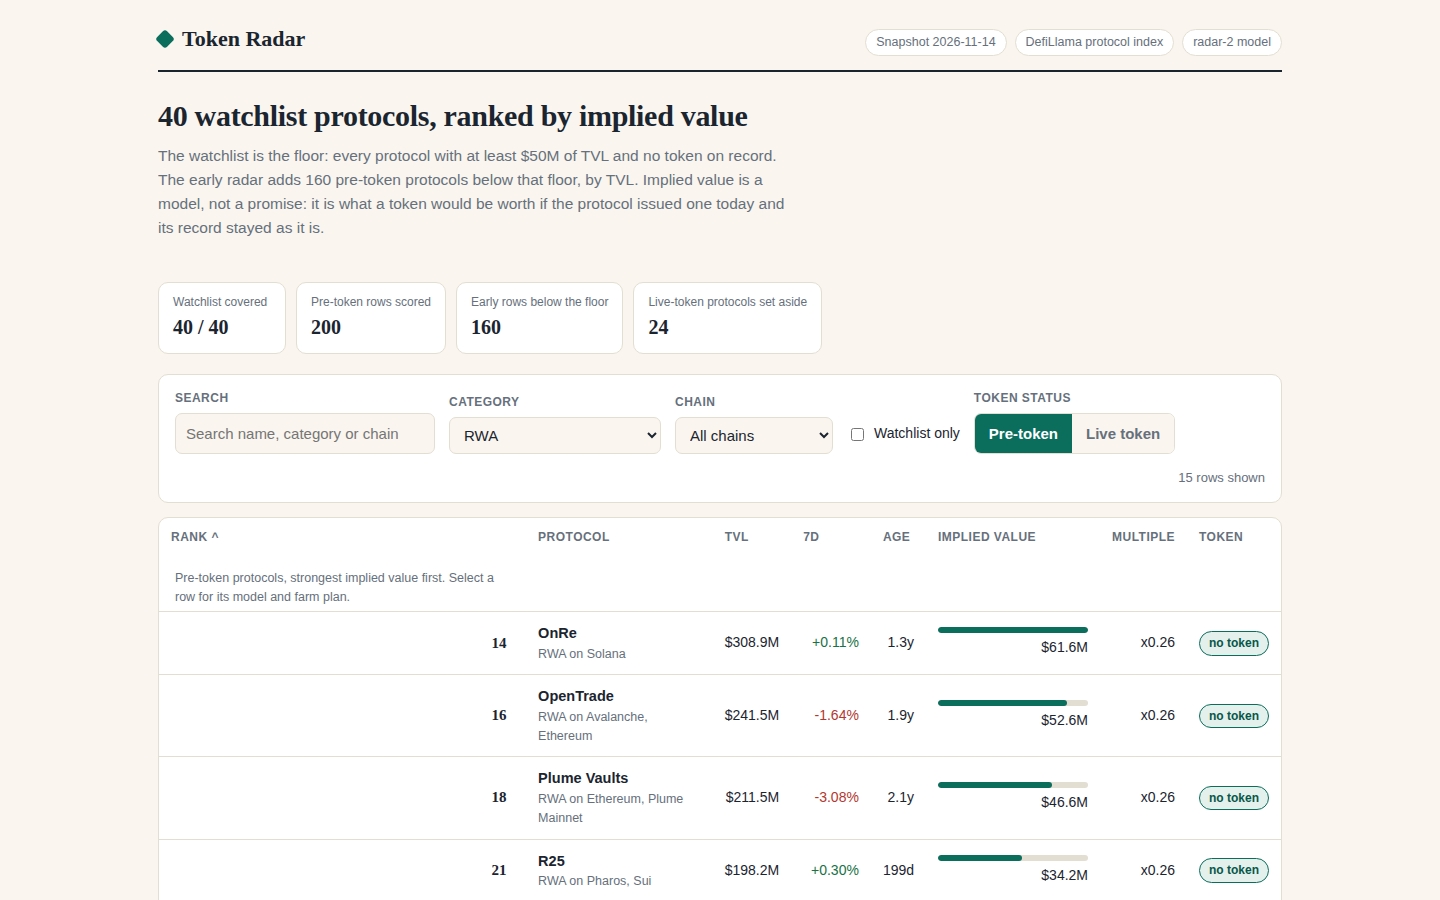 Token Radar
Snapshot 2026-11-14
DefiLlama protocol index
radar-2 model
40 watchlist protocols, ranked by implied value
The watchlist is the floor: every protocol with at least $50M of TVL and no token on record.
The early radar adds 160 pre-token protocols below that floor, by TVL. Implied value is a
model, not a promise: it is what a token would be worth if the protocol issued one today and
its record stayed as it is.
Watchlist covered
40 / 40
Pre-token rows scored
200
Early rows below the floor
160
Live-token protocols set aside
24
SEARCH
Search name, category or chain
CATEGORY
RWA
CHAIN
All chains
Watchlist only
TOKEN STATUS
Pre-token
Live token
15 rows shown
RANK ^ PROTOCOL TVL 7D AGE IMPLIED VALUE MULTIPLE TOKEN
Pre-token protocols, strongest implied value first. Select a
row for its model and farm plan.
14 OnRe $308.9M +0.11% 1.3y $61.6M x0.26 no token
RWA on Solana
16 OpenTrade $241.5M -1.64% 1.9y $52.6M x0.26 no token
RWA on Avalanche,
Ethereum
18 Plume Vaults $211.5M -3.08% 2.1y $46.6M x0.26 no token
RWA on Ethereum, Plume
Mainnet
21 R25 $198.2M +0.30% 199d $34.2M x0.26 no token
RWA on Pharos, Sui